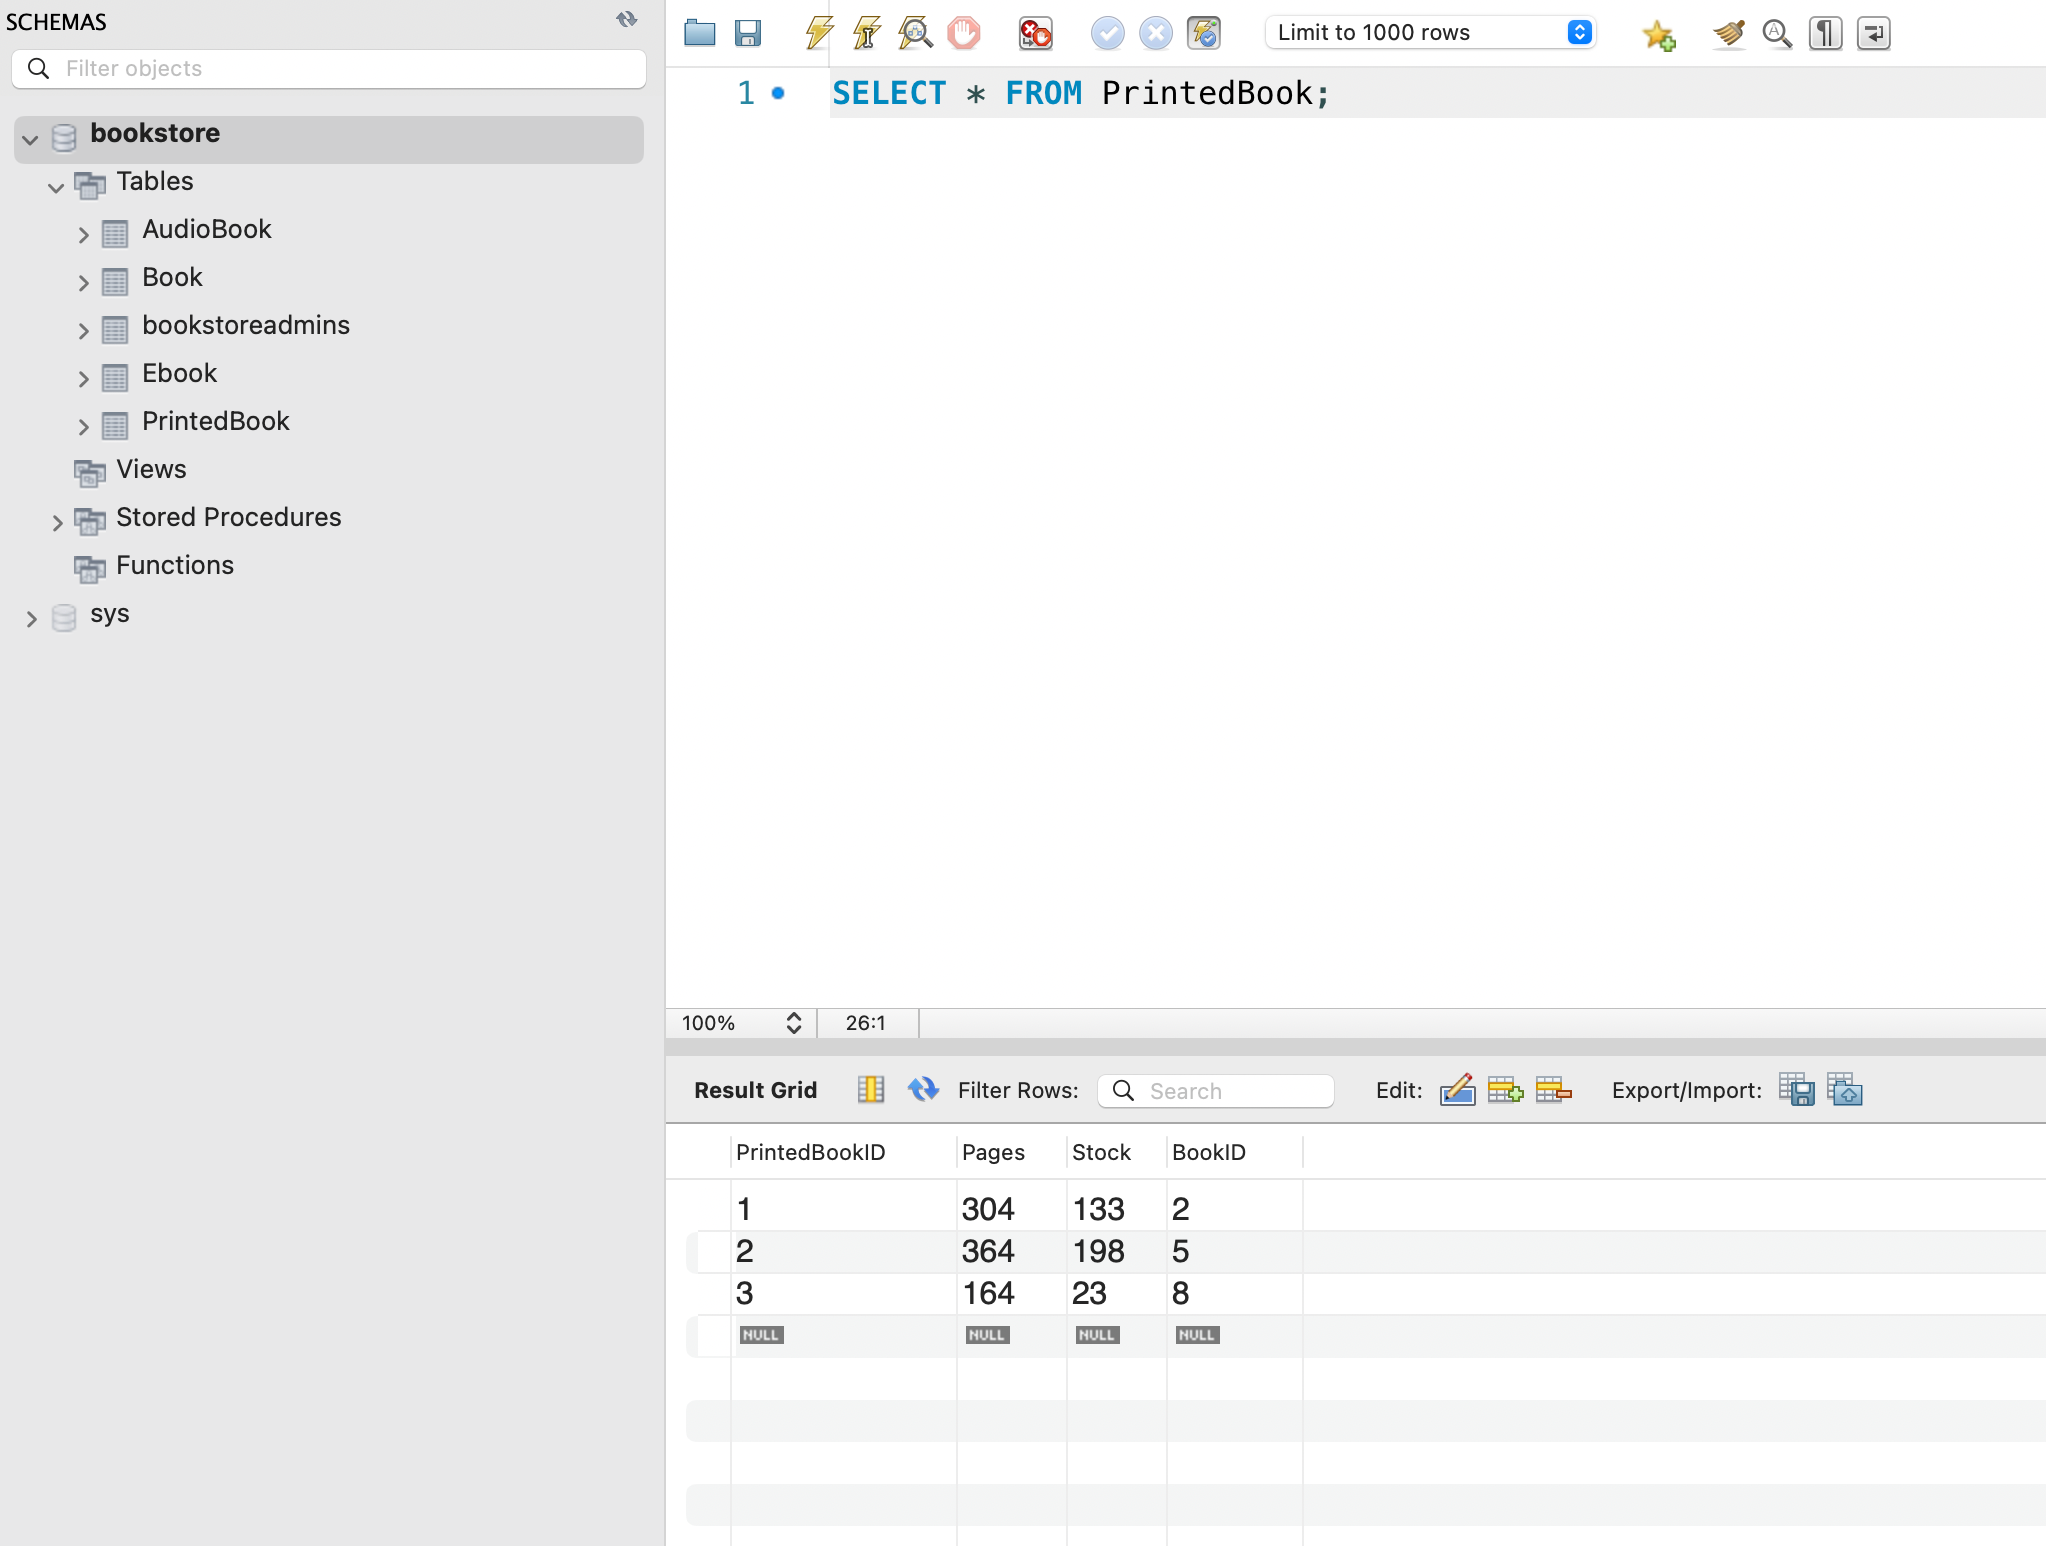 SCHEMAS
Filter objects
bookstore
Tables
AudioBook
Book
bookstoreadmins
Ebook
PrintedBook
Views
Stored Procedures
Functions
sys
Limit to 1000 rows
1 SELECT * FROM PrintedBook;
100% 26:1
Result Grid Filter Rows: Search Edit: Export/Import:
PrintedBookID Pages Stock BookID
1 304 133 2
2 364 198 5
3 164 23 8
NULL NULL NULL NULL